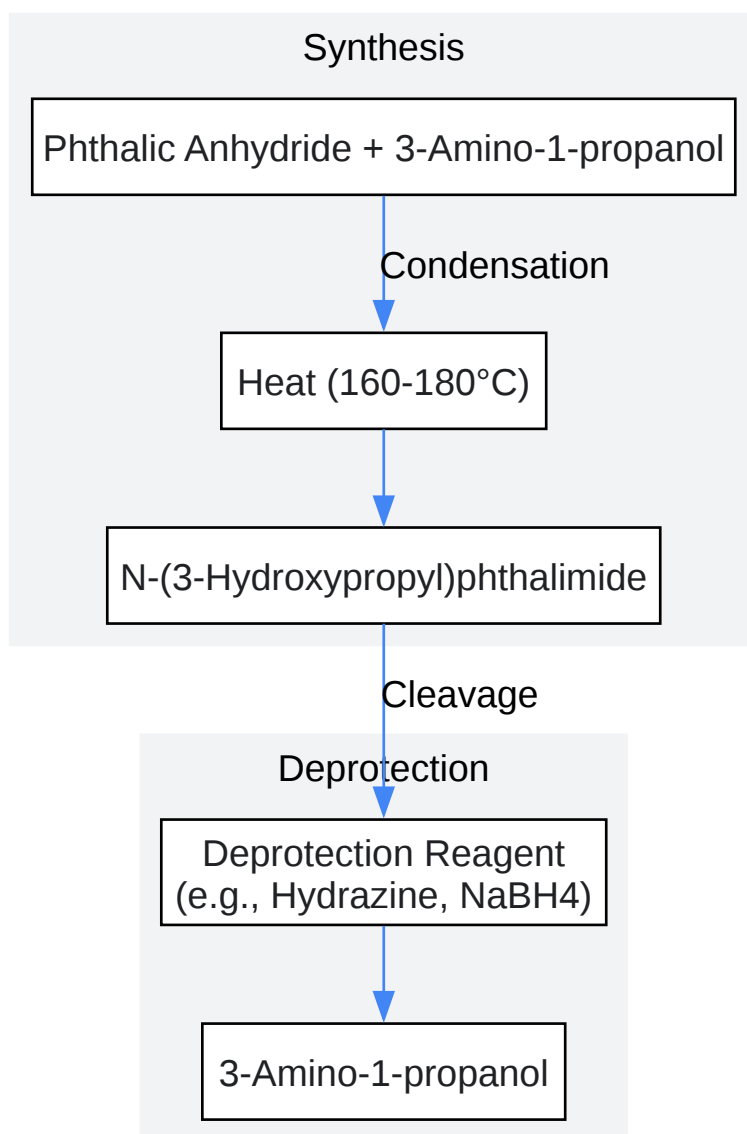 Synthesis
Phthalic Anhydride + 3-Amino-1-propanol
Condensation
Heat (160-180°C)
N-(3-Hydroxypropyl)phthalimide
Cleavage
Deprotection
Deprotection Reagent
(e.g., Hydrazine, NaBH4)
3-Amino-1-propanol